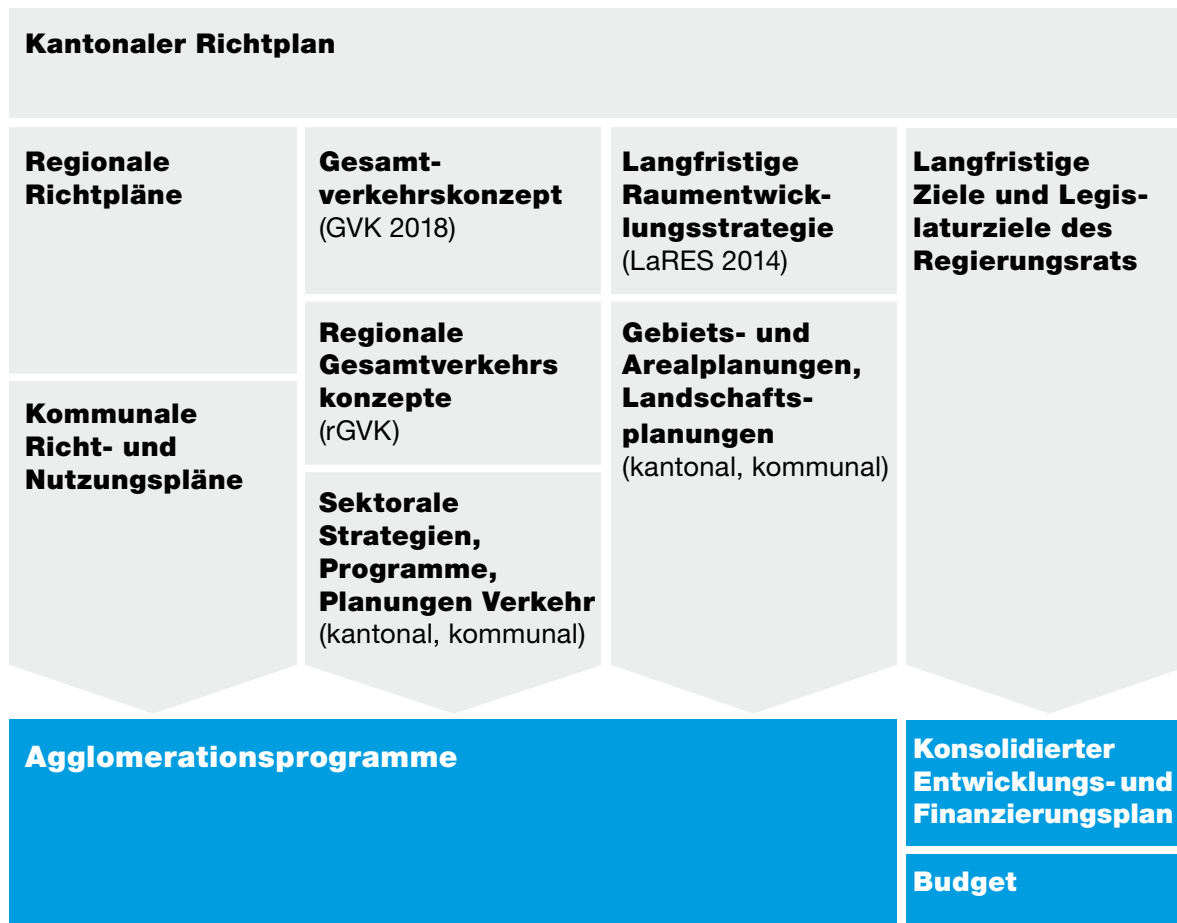 Kantonaler Richtplan
Regionale
Richtpläne
Kommunale
Richt- und
Nutzungspläne
Gesamt-
verkehrskonzept
(GVK 2018)
Regionale
Gesamtverkehrs
konzepte
(rGVK)
Sektorale
Strategien,
Programme,
Planungen Verkehr
(kantonal, kommunal)
Langfristige
Raumentwick-
lungsstrategie
(LaRES 2014)
Gebiets- und
Arealplanungen,
Landschafts-
planungen
(kantonal, kommunal)
Langfristige
Ziele und Legis-
laturziele des
Regierungsrats
Agglomerationsprogramme
Konsolidierter
Entwicklungs- und
Finanzierungsplan
Budget